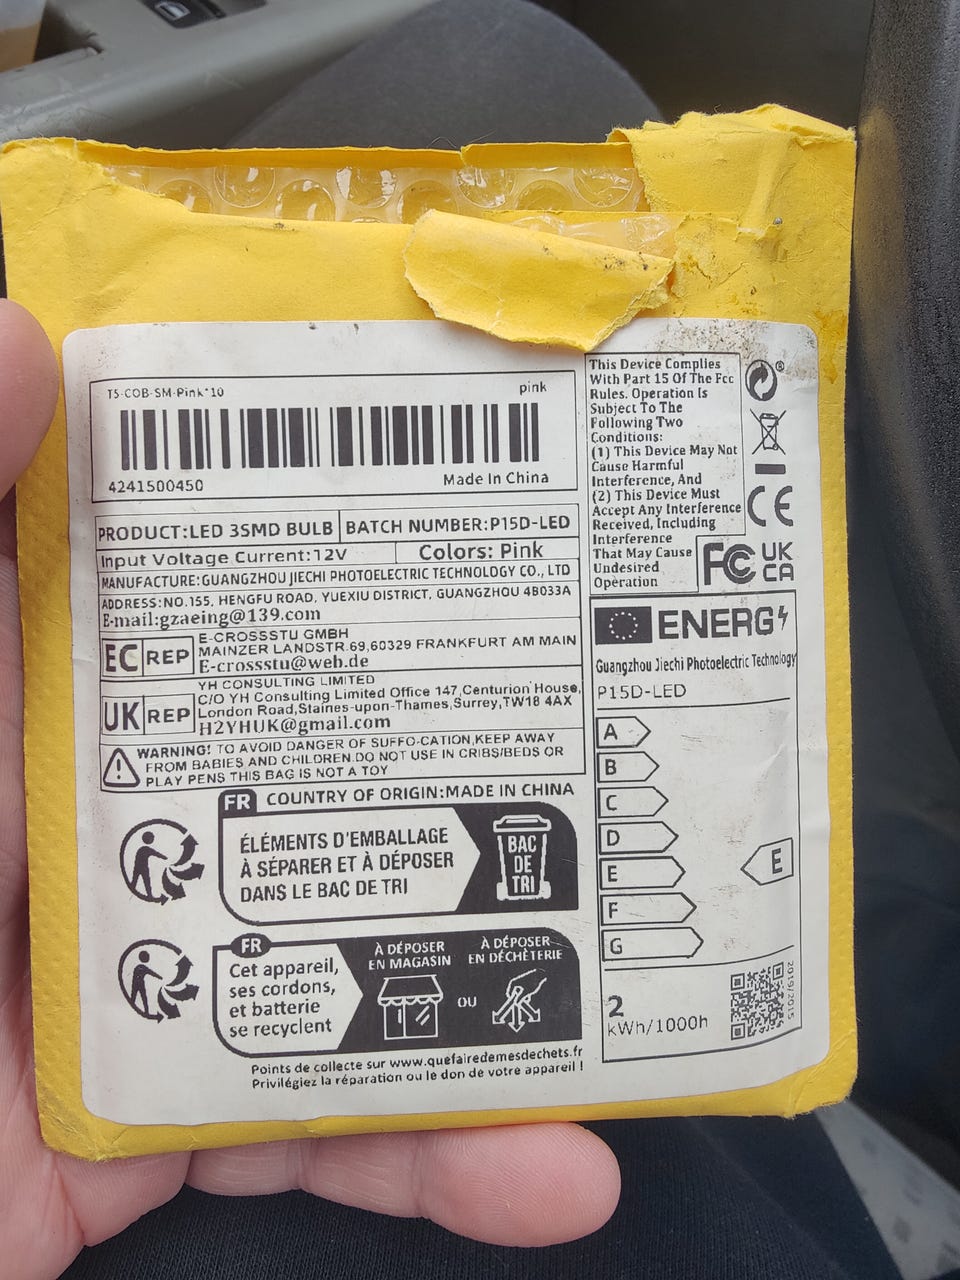 T5-COB-SM-Pink*10
pink
4241500450
Made In China
PRODUCT:LED 3SMD BULB
BATCH NUMBER:P15D-LED
Input Voltage Current:12V
Colors: Pink
MANUFACTURE:GUANGZHOU JIECHI PHOTOELECTRIC TECHNOLOGY CO., LTD
ADDRESS:NO.155, HENGFU ROAD, YUEXIU DISTRICT, GUANGZHOU 4B033A
E-mail:gzaeing@139.com
EC REP
E-CROSSSTU GMBH
MAINZER LANDSTR.69,60329 FRANKFURT AM MAIN
E-crossstu@web.de
UK REP
YH CONSULTING LIMITED
C/O YH Consulting Limited Office 147,Centurion House,
London Road,Staines-upon-Thames,Surrey,TW18 4AX
H2YHUK@gmail.com
WARNING! TO AVOID DANGER OF SUFFO-CATION,KEEP AWAY
FROM BABIES AND CHILDREN.DO NOT USE IN CRIBS/BEDS OR
PLAY PENS THIS BAG IS NOT A TOY
FR COUNTRY OF ORIGIN:MADE IN CHINA
ÉLÉMENTS D'EMBALLAGE
À SÉPARER ET À DÉPOSER
DANS LE BAC DE TRI
BAC
DE
TRI
FR
Cet appareil,
ses cordons,
et batterie
se recyclent
À DÉPOSER
EN MAGASIN
OU
À DÉPOSER
EN DÉCHÈTERIE
Points de collecte sur www.quefairedemesdechets.fr
Privilégiez la réparation ou le don de votre appareil !
This Device Complies
With Part 15 Of The Fcc
Rules. Operation Is
Subject To The
Following Two
Conditions:
(1) This Device May Not
Cause Harmful
Interference, And
(2) This Device Must
Accept Any Interference
Received, Including
Interference
That May Cause
Undesired
Operation
CE
FC
UK
CA
ENERG
Guangzhou Jiechi Photoelectric Technology
P15D-LED
A
B
C
D
E
F
G
E
2
kWh/1000h
2019/2015